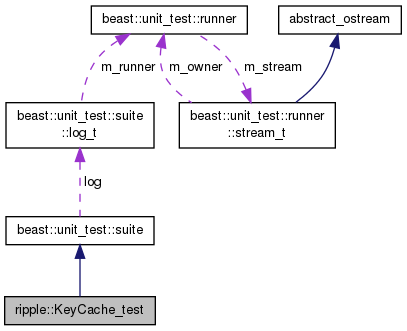 beast::unit_test::runner
abstract_ostream
m_runner
m_owner
m_stream
beast::unit_test::suite
::log_t
beast::unit_test::runner
::stream_t
log
beast::unit_test::suite
ripple::KeyCache_test